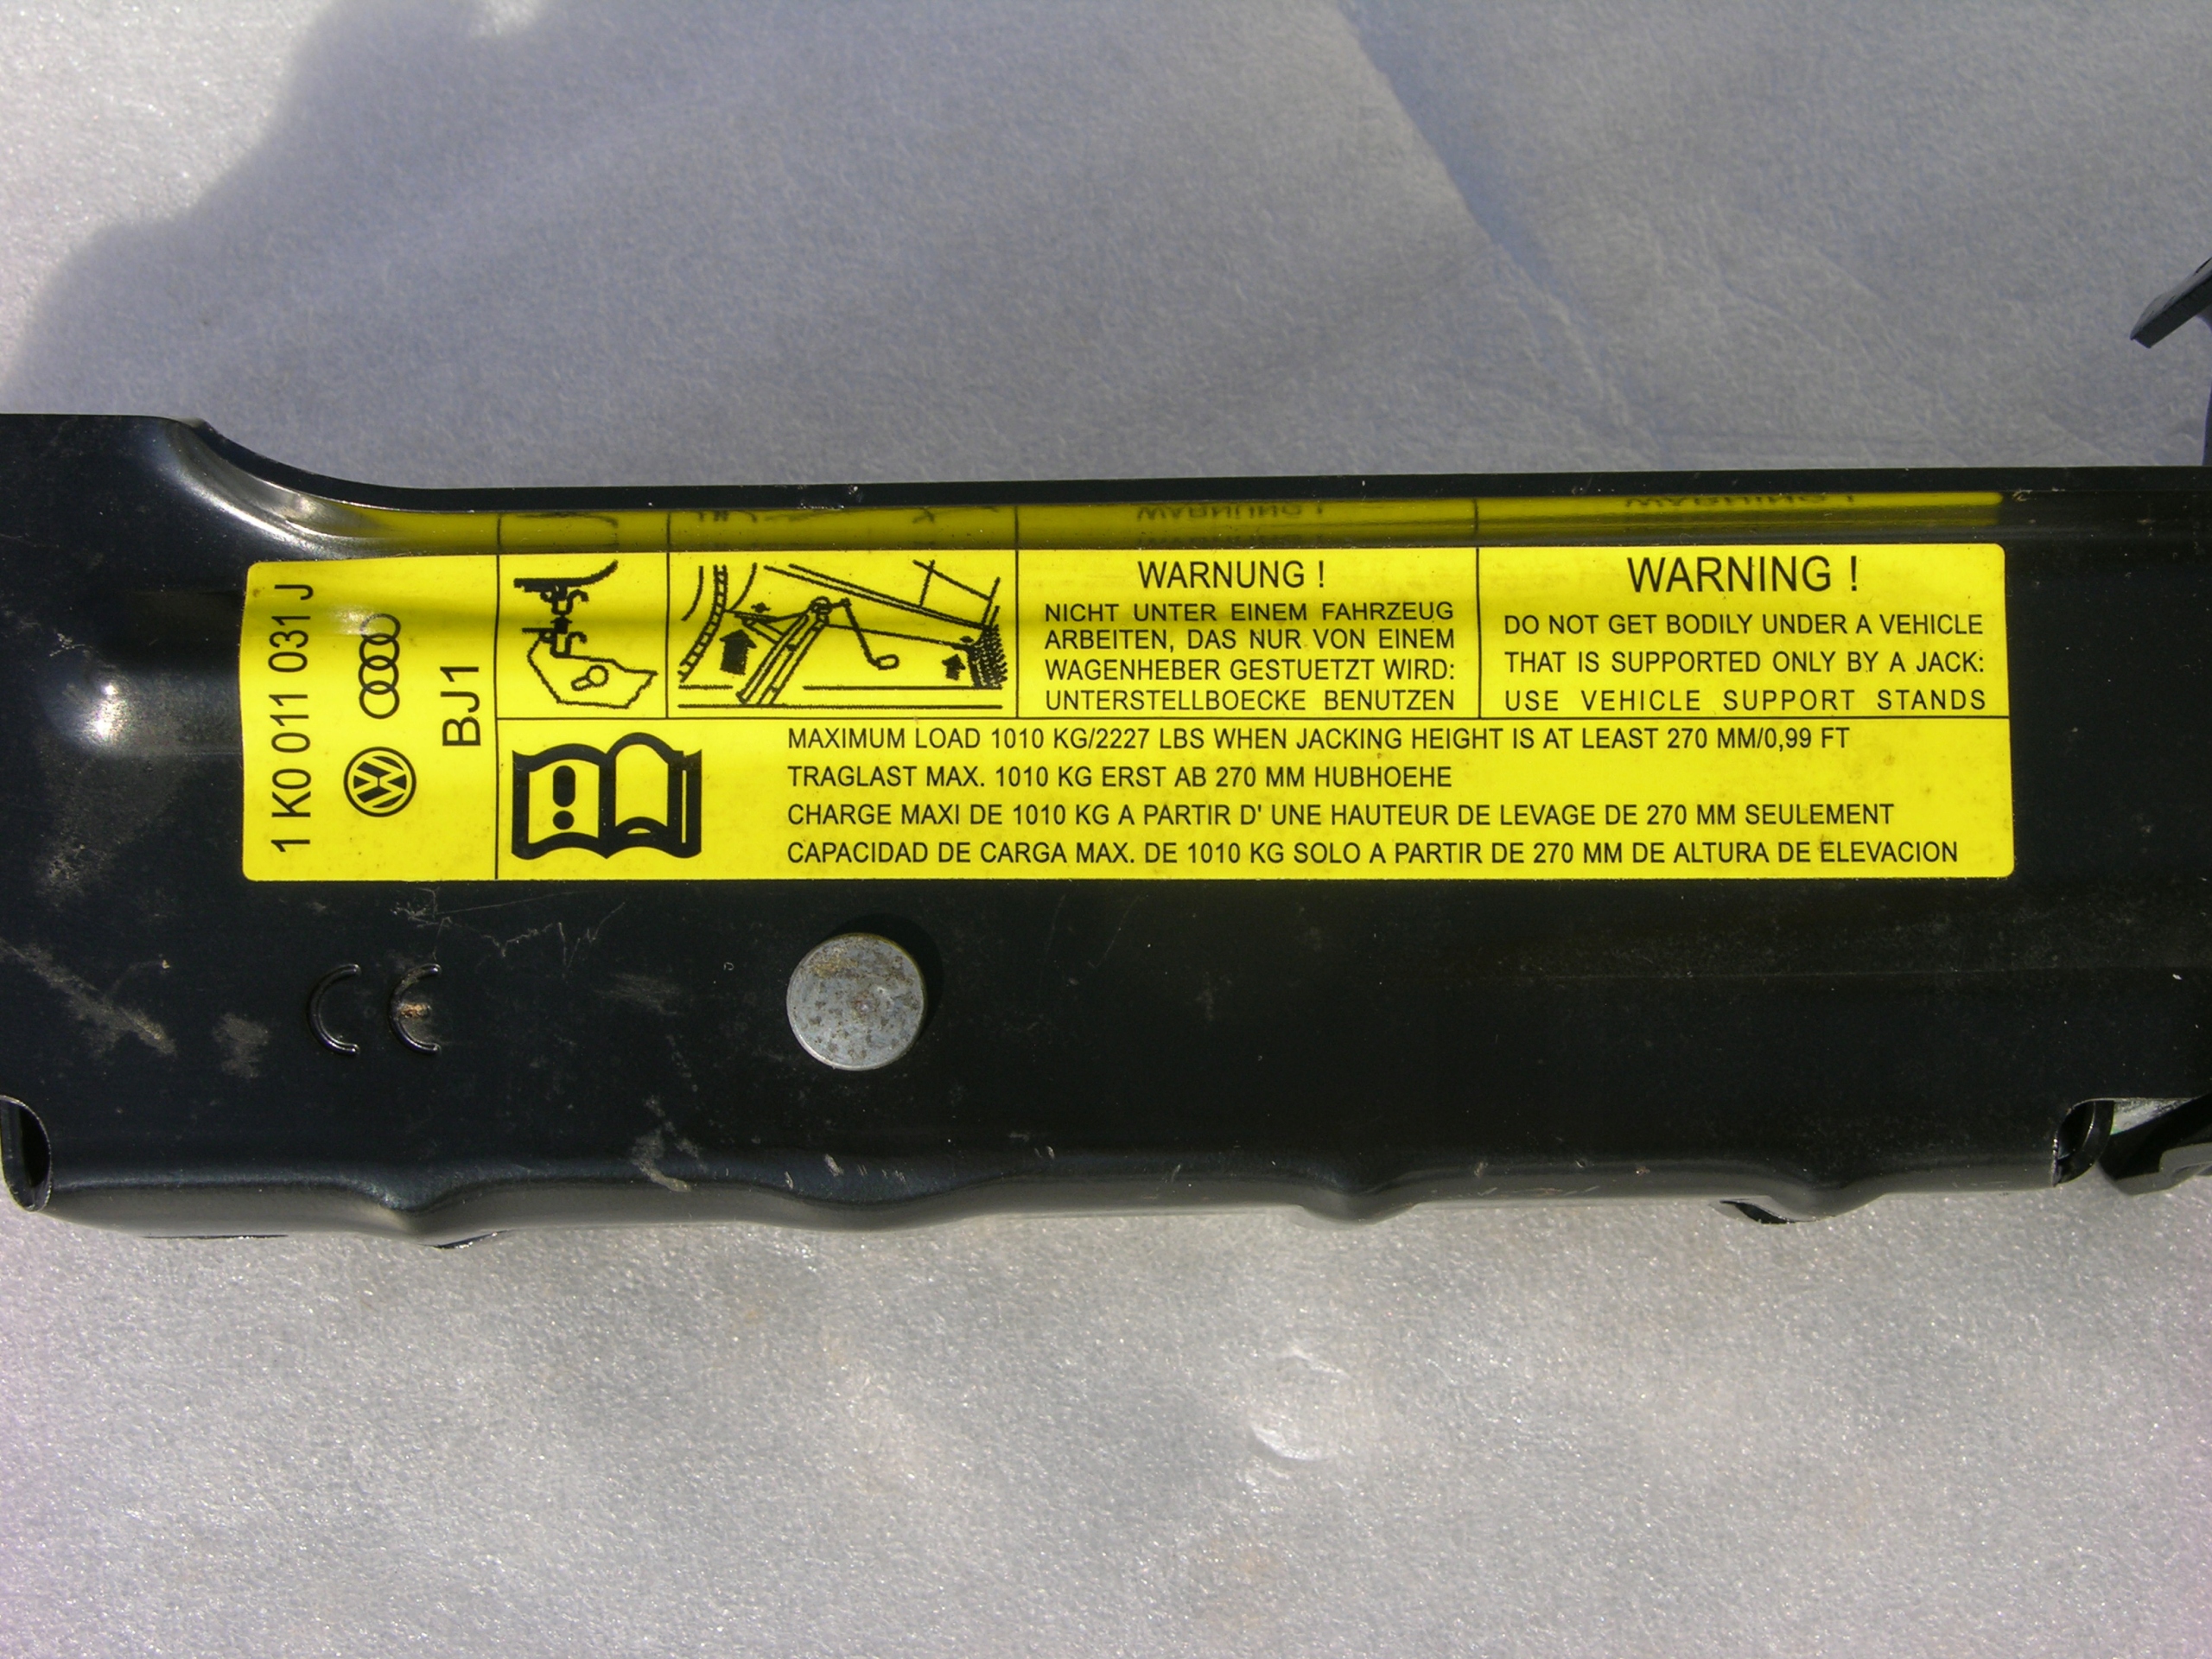 1 K0 011 031 J
BJ1
WARNUNG !
NICHT UNTER EINEM FAHRZEUG
ARBEITEN, DAS NUR VON EINEM
WAGENHEBER GESTUETZT WIRD:
UNTERSTELLBOECKE BENUTZEN
WARNING !
DO NOT GET BODILY UNDER A VEHICLE
THAT IS SUPPORTED ONLY BY A JACK:
USE VEHICLE SUPPORT STANDS
MAXIMUM LOAD 1010 KG/2227 LBS WHEN JACKING HEIGHT IS AT LEAST 270 MM/0,99 FT
TRAGLAST MAX. 1010 KG ERST AB 270 MM HUBHOEHE
CHARGE MAXI DE 1010 KG A PARTIR D' UNE HAUTEUR DE LEVAGE DE 270 MM SEULEMENT
CAPACIDAD DE CARGA MAX. DE 1010 KG SOLO A PARTIR DE 270 MM DE ALTURA DE ELEVACION
CE